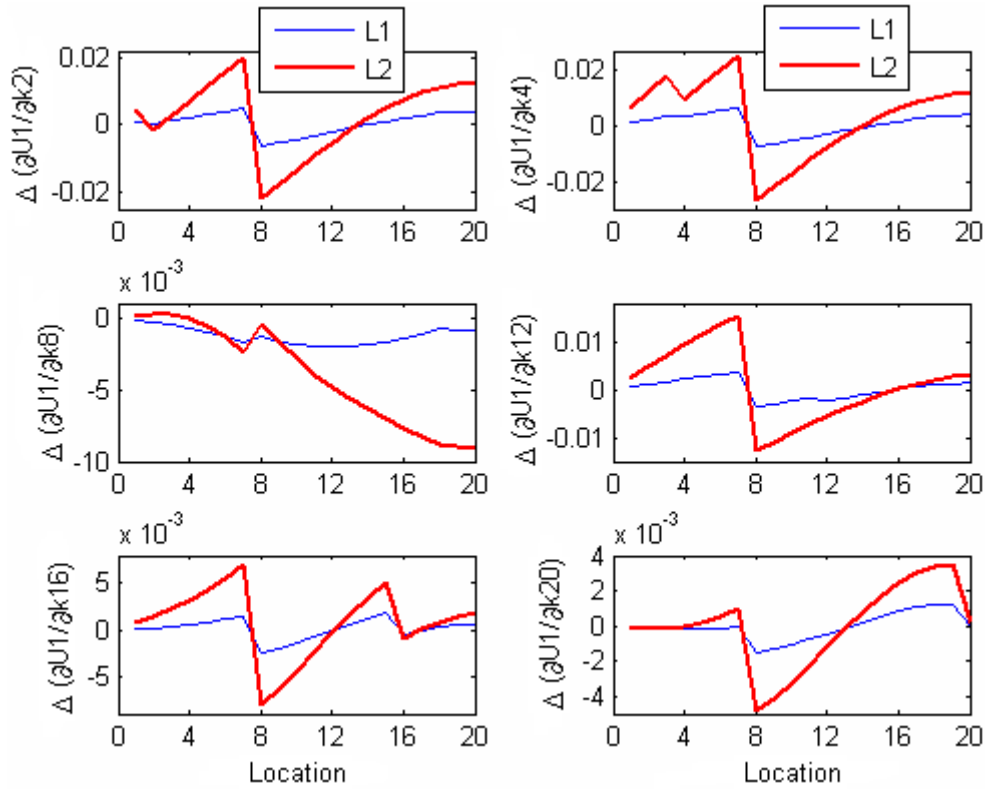 L1
L2
Δ (∂U1/∂k2)
0.02
0
-0.02
0 4 8 12 16 20
L1
L2
Δ (∂U1/∂k4)
0.02
0
-0.02
0 4 8 12 16 20
x 10⁻³
Δ (∂U1/∂k8)
0
-5
-10
0 4 8 12 16 20
Δ (∂U1/∂k12)
0.01
0
-0.01
0 4 8 12 16 20
x 10⁻³
Δ (∂U1/∂k16)
5
0
-5
0 4 8 12 16 20
Location
x 10⁻³
Δ (∂U1/∂k20)
4
2
0
-2
-4
0 4 8 12 16 20
Location